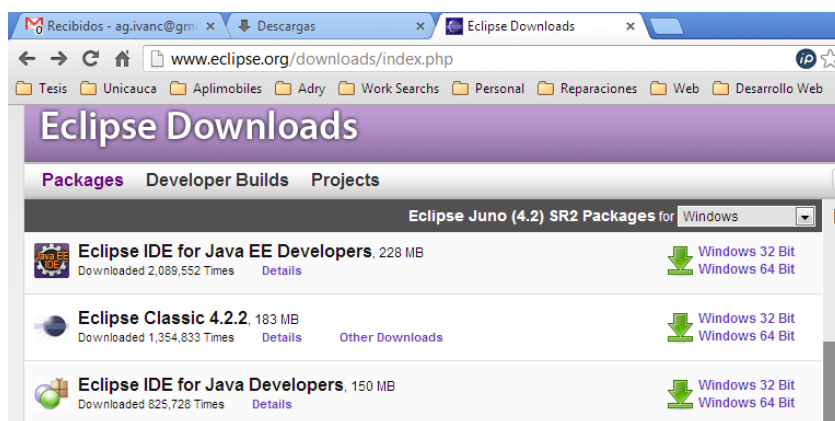 Recibidos - ag.ivanc@gm
Descargas
Eclipse Downloads
www.eclipse.org/downloads/index.php
Tesis Unicauca Aplimobiles Adry Work Searchs Personal Reparaciones Web Desarrollo Web
Eclipse Downloads
Packages Developer Builds Projects
Eclipse Juno (4.2) SR2 Packages for Windows
Java EE IDE
Eclipse IDE for Java EE Developers, 228 MB
Windows 32 Bit
Downloaded 2,089,552 Times Details
Windows 64 Bit
Eclipse Classic 4.2.2, 183 MB
Windows 32 Bit
Downloaded 1,354,833 Times Details Other Downloads
Windows 64 Bit
Eclipse IDE for Java Developers, 150 MB
Windows 32 Bit
Downloaded 825,728 Times Details
Windows 64 Bit